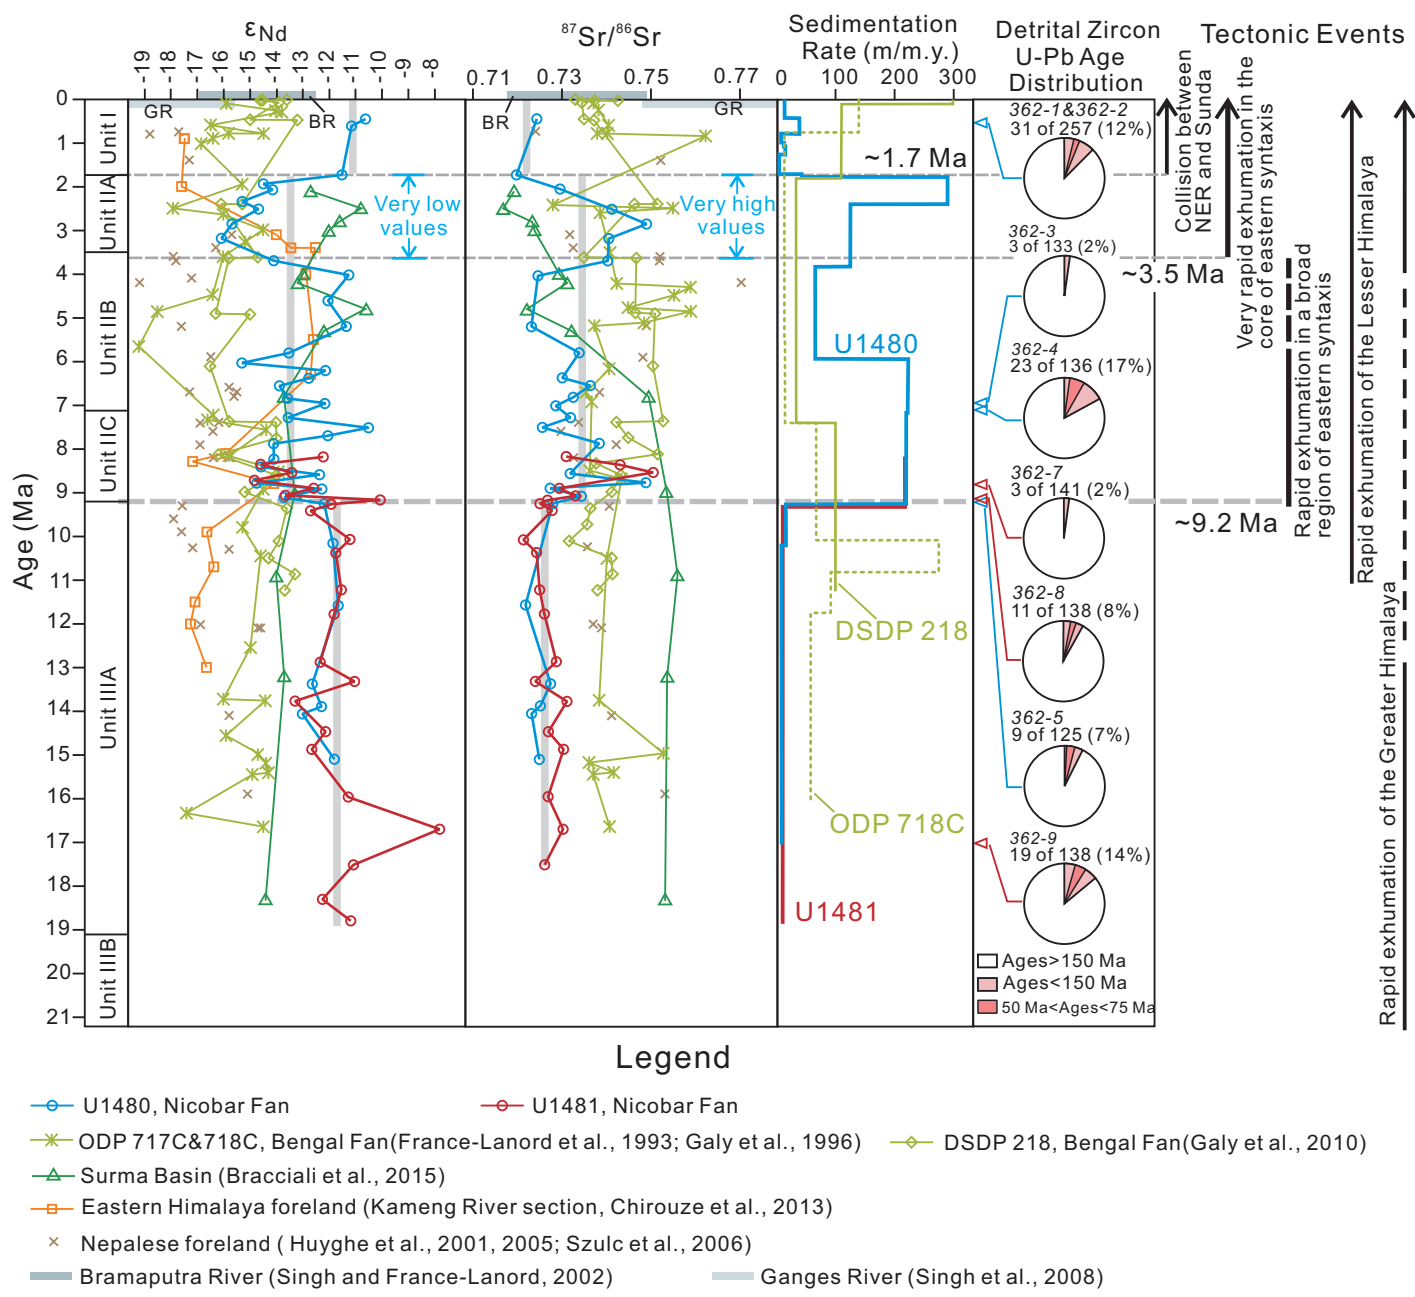 εNd
-19 -18 -17 -16 -15 -14 -13 -12 -11 -10 -9 -8
87Sr/86Sr
0.71 0.73 0.75 0.77
Sedimentation
Rate (m/m.y.)
0 100 200 300
Detrital Zircon
U-Pb Age
Distribution
Tectonic Events
Age (Ma)
0
1
2
3
4
5
6
7
8
9
10
11
12
13
14
15
16
17
18
19
20
21
Unit I
Unit IIA
Unit IIB
Unit IIC
Unit IIIA
Unit IIIB
GR
BR
BR
GR
Very low
values
Very high
values
~1.7 Ma
~3.5 Ma
~9.2 Ma
U1480
DSDP 218
ODP 718C
U1481
362-1&362-2
31 of 257 (12%)
362-3
3 of 133 (2%)
362-4
23 of 136 (17%)
362-7
3 of 141 (2%)
362-8
11 of 138 (8%)
362-5
9 of 125 (7%)
362-9
19 of 138 (14%)
Ages>150 Ma
Ages<150 Ma
50 Ma<Ages<75 Ma
Collision between
NER and Sunda
Very rapid exhumation in the
core of eastern syntaxis
Rapid exhumation in a broad
region of eastern syntaxis
Rapid exhumation of the Lesser Himalaya
Rapid exhumation of the Greater Himalaya
Legend
U1480, Nicobar Fan
U1481, Nicobar Fan
ODP 717C&718C, Bengal Fan(France-Lanord et al., 1993; Galy et al., 1996)
DSDP 218, Bengal Fan(Galy et al., 2010)
Surma Basin (Bracciali et al., 2015)
Eastern Himalaya foreland (Kameng River section, Chirouze et al., 2013)
Nepalese foreland ( Huyghe et al., 2001, 2005; Szulc et al., 2006)
Bramaputra River (Singh and France-Lanord, 2002)
Ganges River (Singh et al., 2008)